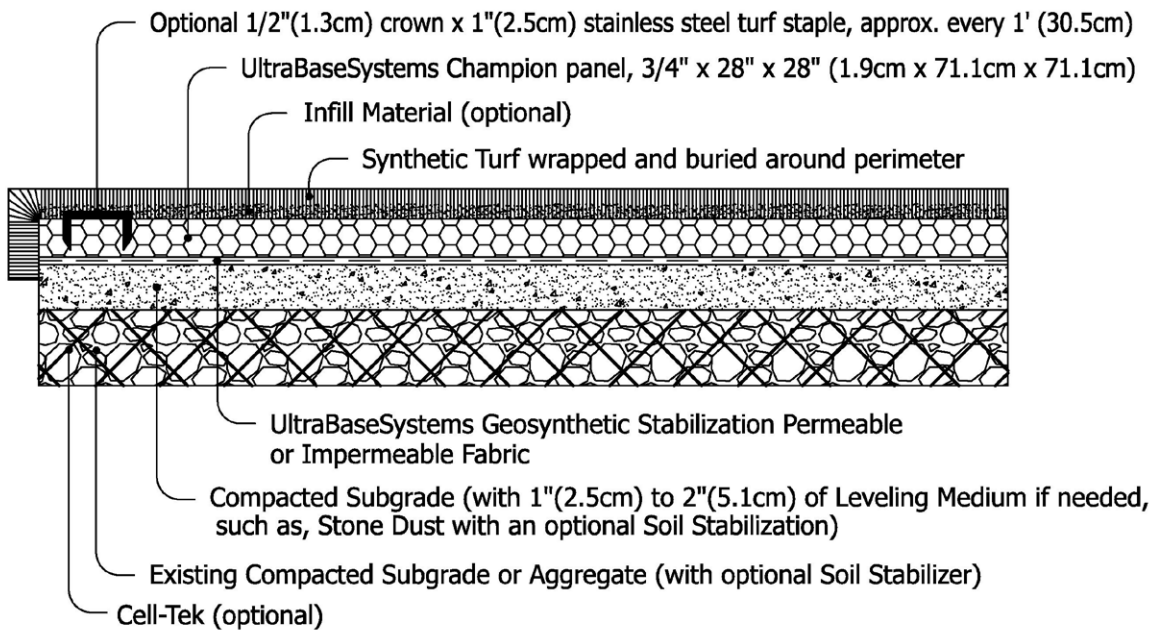 Optional 1/2"(1.3cm) crown x 1"(2.5cm) stainless steel turf staple, approx. every 1' (30.5cm)
UltraBaseSystems Champion panel, 3/4" x 28" x 28" (1.9cm x 71.1cm x 71.1cm)
Infill Material (optional)
Synthetic Turf wrapped and buried around perimeter
UltraBaseSystems Geosynthetic Stabilization Permeable
or Impermeable Fabric
Compacted Subgrade (with 1"(2.5cm) to 2"(5.1cm) of Leveling Medium if needed,
such as, Stone Dust with an optional Soil Stabilization)
Existing Compacted Subgrade or Aggregate (with optional Soil Stabilizer)
Cell-Tek (optional)